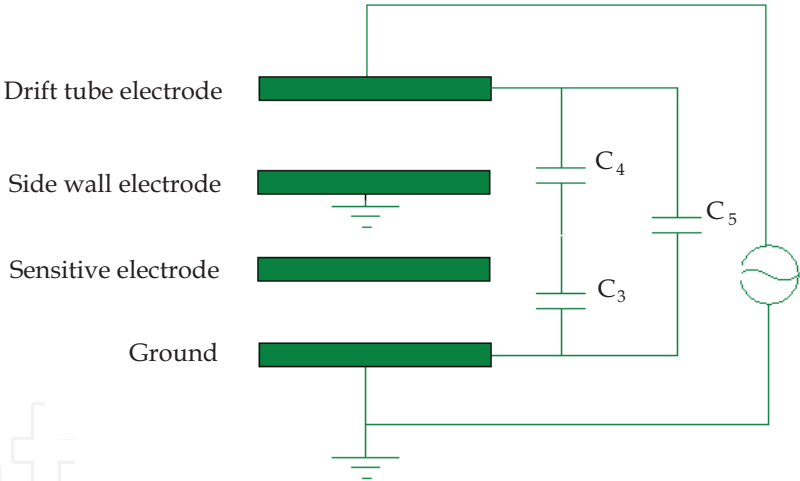 Drift tube electrode
Side wall electrode
Sensitive electrode
Ground
C₄
C₅
C₃